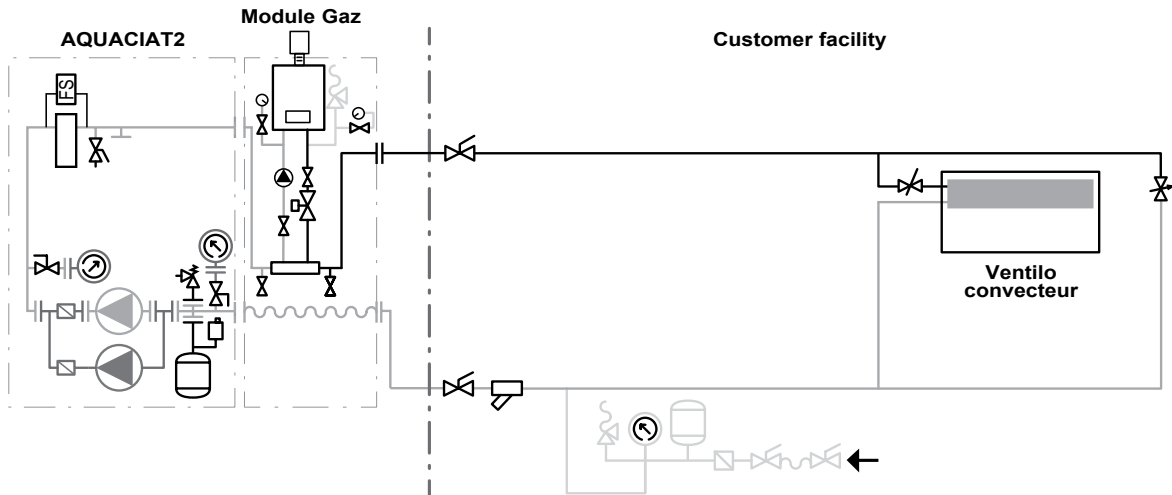 Module Gaz
AQUACIAT2
Customer facility
FS
Ventilo
convecteur